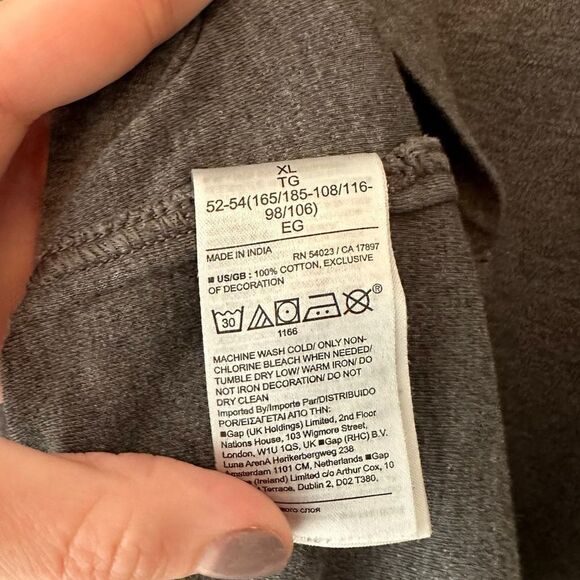 XL
TG
52-54(165/185-108/116-
98/106)
EG
MADE IN INDIA RN 54023 / CA 17897
■ US/GB : 100% COTTON, EXCLUSIVE
OF DECORATION
30
1166
MACHINE WASH COLD/ ONLY NON-
CHLORINE BLEACH WHEN NEEDED/
TUMBLE DRY LOW/ WARM IRON/ DO
NOT IRON DECORATION/ DO NOT
DRY CLEAN
Imported By/Importe Par/DISTRIBUIDO
POR/ΕΙΣΑΓΕΤΑΙ ΑΠΟ ΤΗΝ:
■Gap (UK Holdings) Limited, 2nd Floor
Nations House, 103 Wigmore Street,
London, W1U 1QS, UK ■Gap (RHC) B.V.
Luna ArenA Herikerbergweg 238
Amsterdam 1101 CM, Netherlands ■Gap
(Ireland) Limited c/o Arthur Cox, 10
Terrace, Dublin 2, D02 T380,
слоя